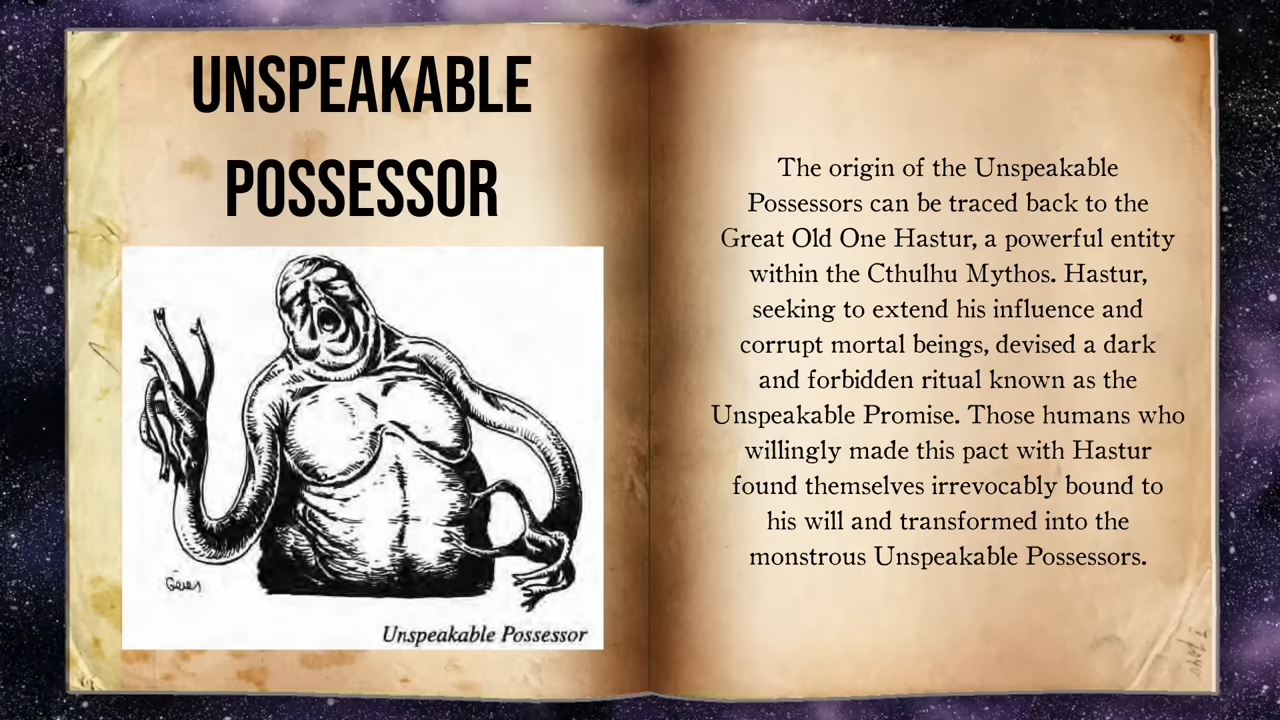 UNSPEAKABLE
POSSESSOR
Geier
Unspeakable Possessor
The origin of the Unspeakable
Possessors can be traced back to the
Great Old One Hastur, a powerful entity
within the Cthulhu Mythos. Hastur,
seeking to extend his influence and
corrupt mortal beings, devised a dark
and forbidden ritual known as the
Unspeakable Promise. Those humans who
willingly made this pact with Hastur
found themselves irrevocably bound to
his will and transformed into the
monstrous Unspeakable Possessors.